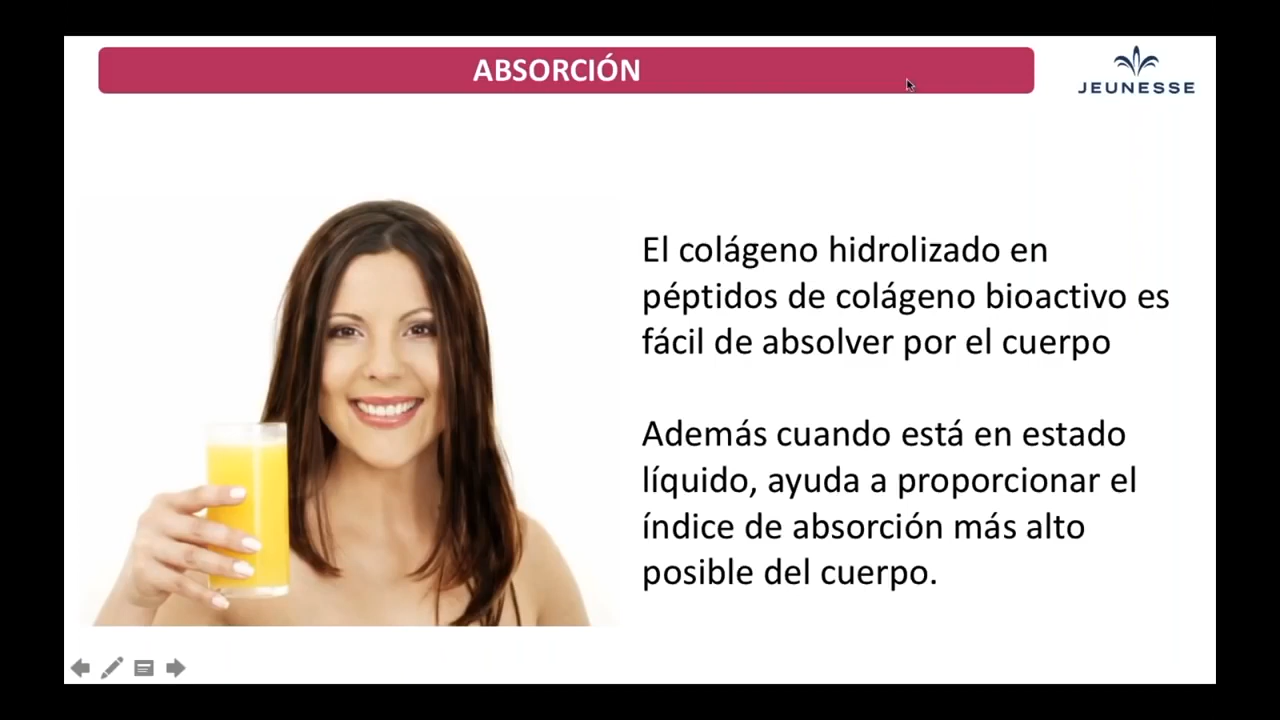 ABSORCIÓN
JEUNESSE
El colágeno hidrolizado en
péptidos de colágeno bioactivo es
fácil de absolver por el cuerpo
Además cuando está en estado
líquido, ayuda a proporcionar el
índice de absorción más alto
posible del cuerpo.